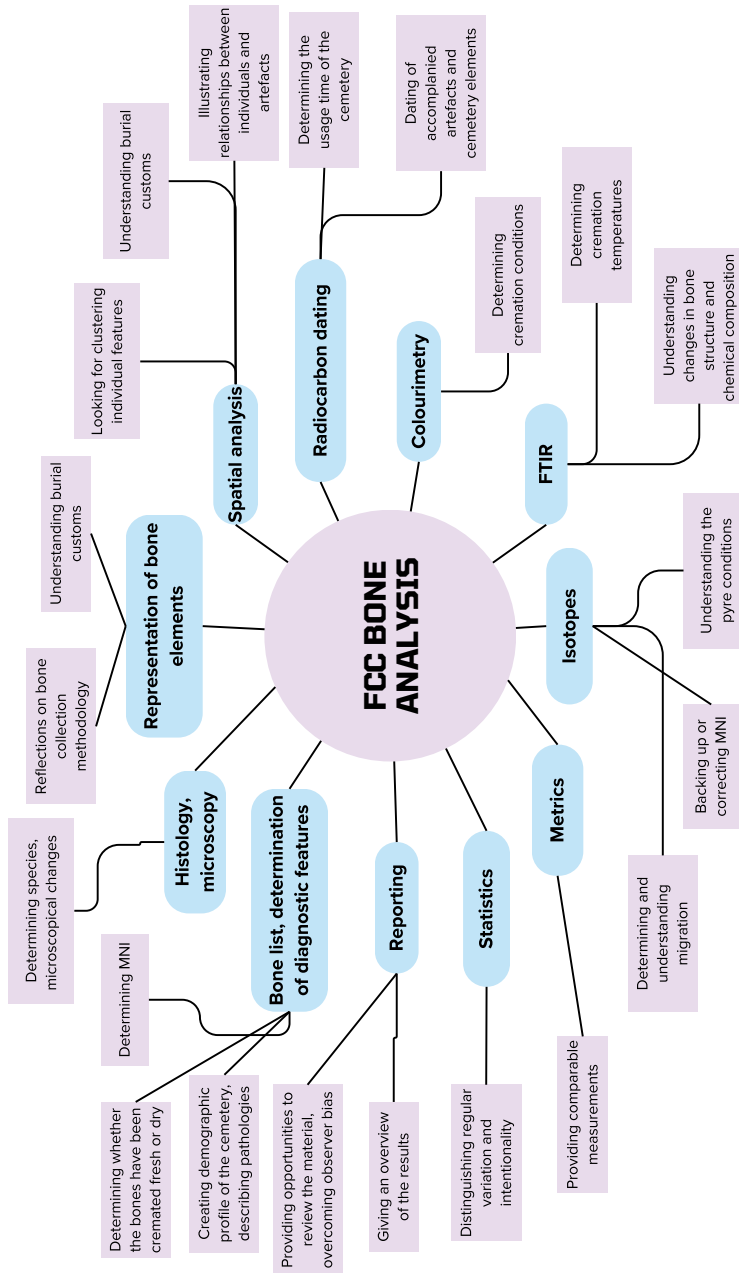 FCC BONE
ANALYSIS
Histology,
microscopy
Determining species,
microscopical changes
Representation of bone
elements
Reflections on bone
collection
methodology
Understanding burial
customs
Spatial analysis
Looking for clustering
individual features
Understanding burial
customs
Illustrating
relationships between
individuals and
artefacts
Radiocarbon dating
Determining the
usage time of the
cemetery
Dating of
accomplanied
artefacts and
cemetery elements
Colourimetry
Determining
cremation conditions
FTIR
Determining
cremation
temperatures
Understanding
changes in bone
structure and
chemical composition
Isotopes
Understanding the
pyre conditions
Backing up or
correcting MNI
Determining and
understanding
migration
Metrics
Providing comparable
measurements
Statistics
Distinguishing regular
variation and
intentionality
Reporting
Giving an overview
of the results
Providing opportunities to
review the material,
overcoming observer bias
Bone list, determination
of diagnostic features
Creating demographic
profile of the cemetery,
describing pathologies
Determining whether
the bones have been
cremated fresh or dry
Determining MNI